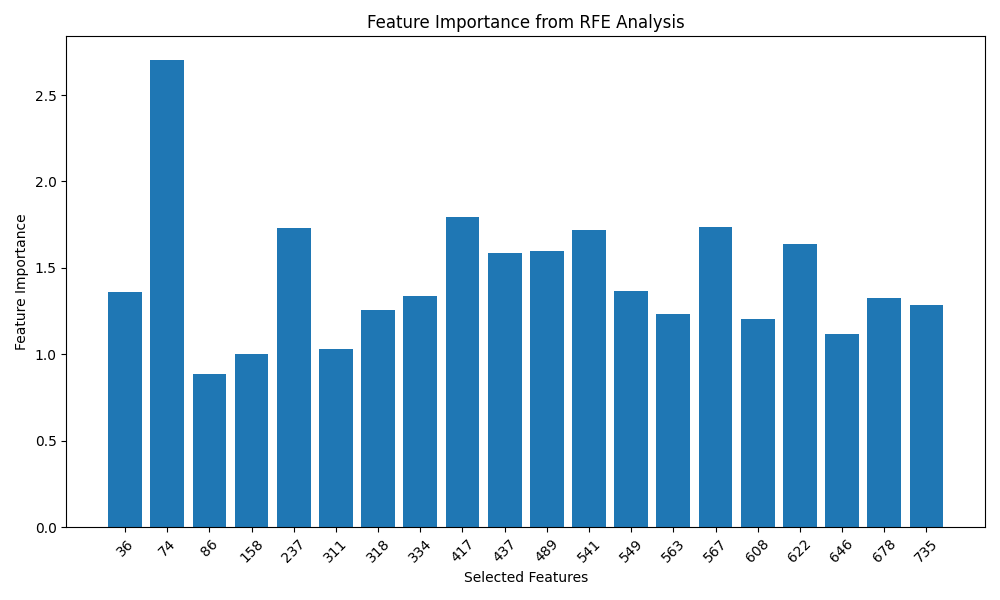 Feature Importance from RFE Analysis
Feature Importance
2.5
2.0
1.5
1.0
0.5
0.0
36 74 86 158 237 311 318 334 417 437 489 541 549 563 567 608 622 646 678 735
Selected Features